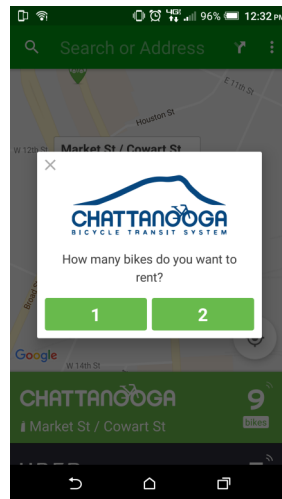 4G 96% 12:32 PM
Search or Address
E 11th St
Houston St
W 12th St
Market St / Cowart St
CHATTANOOGA
BICYCLE TRANSIT SYSTEM
How many bikes do you want to
rent?
1 2
Broad
Google
W 14th St
CHATTANOOGA 9
Market St / Cowart St bikes
UBER